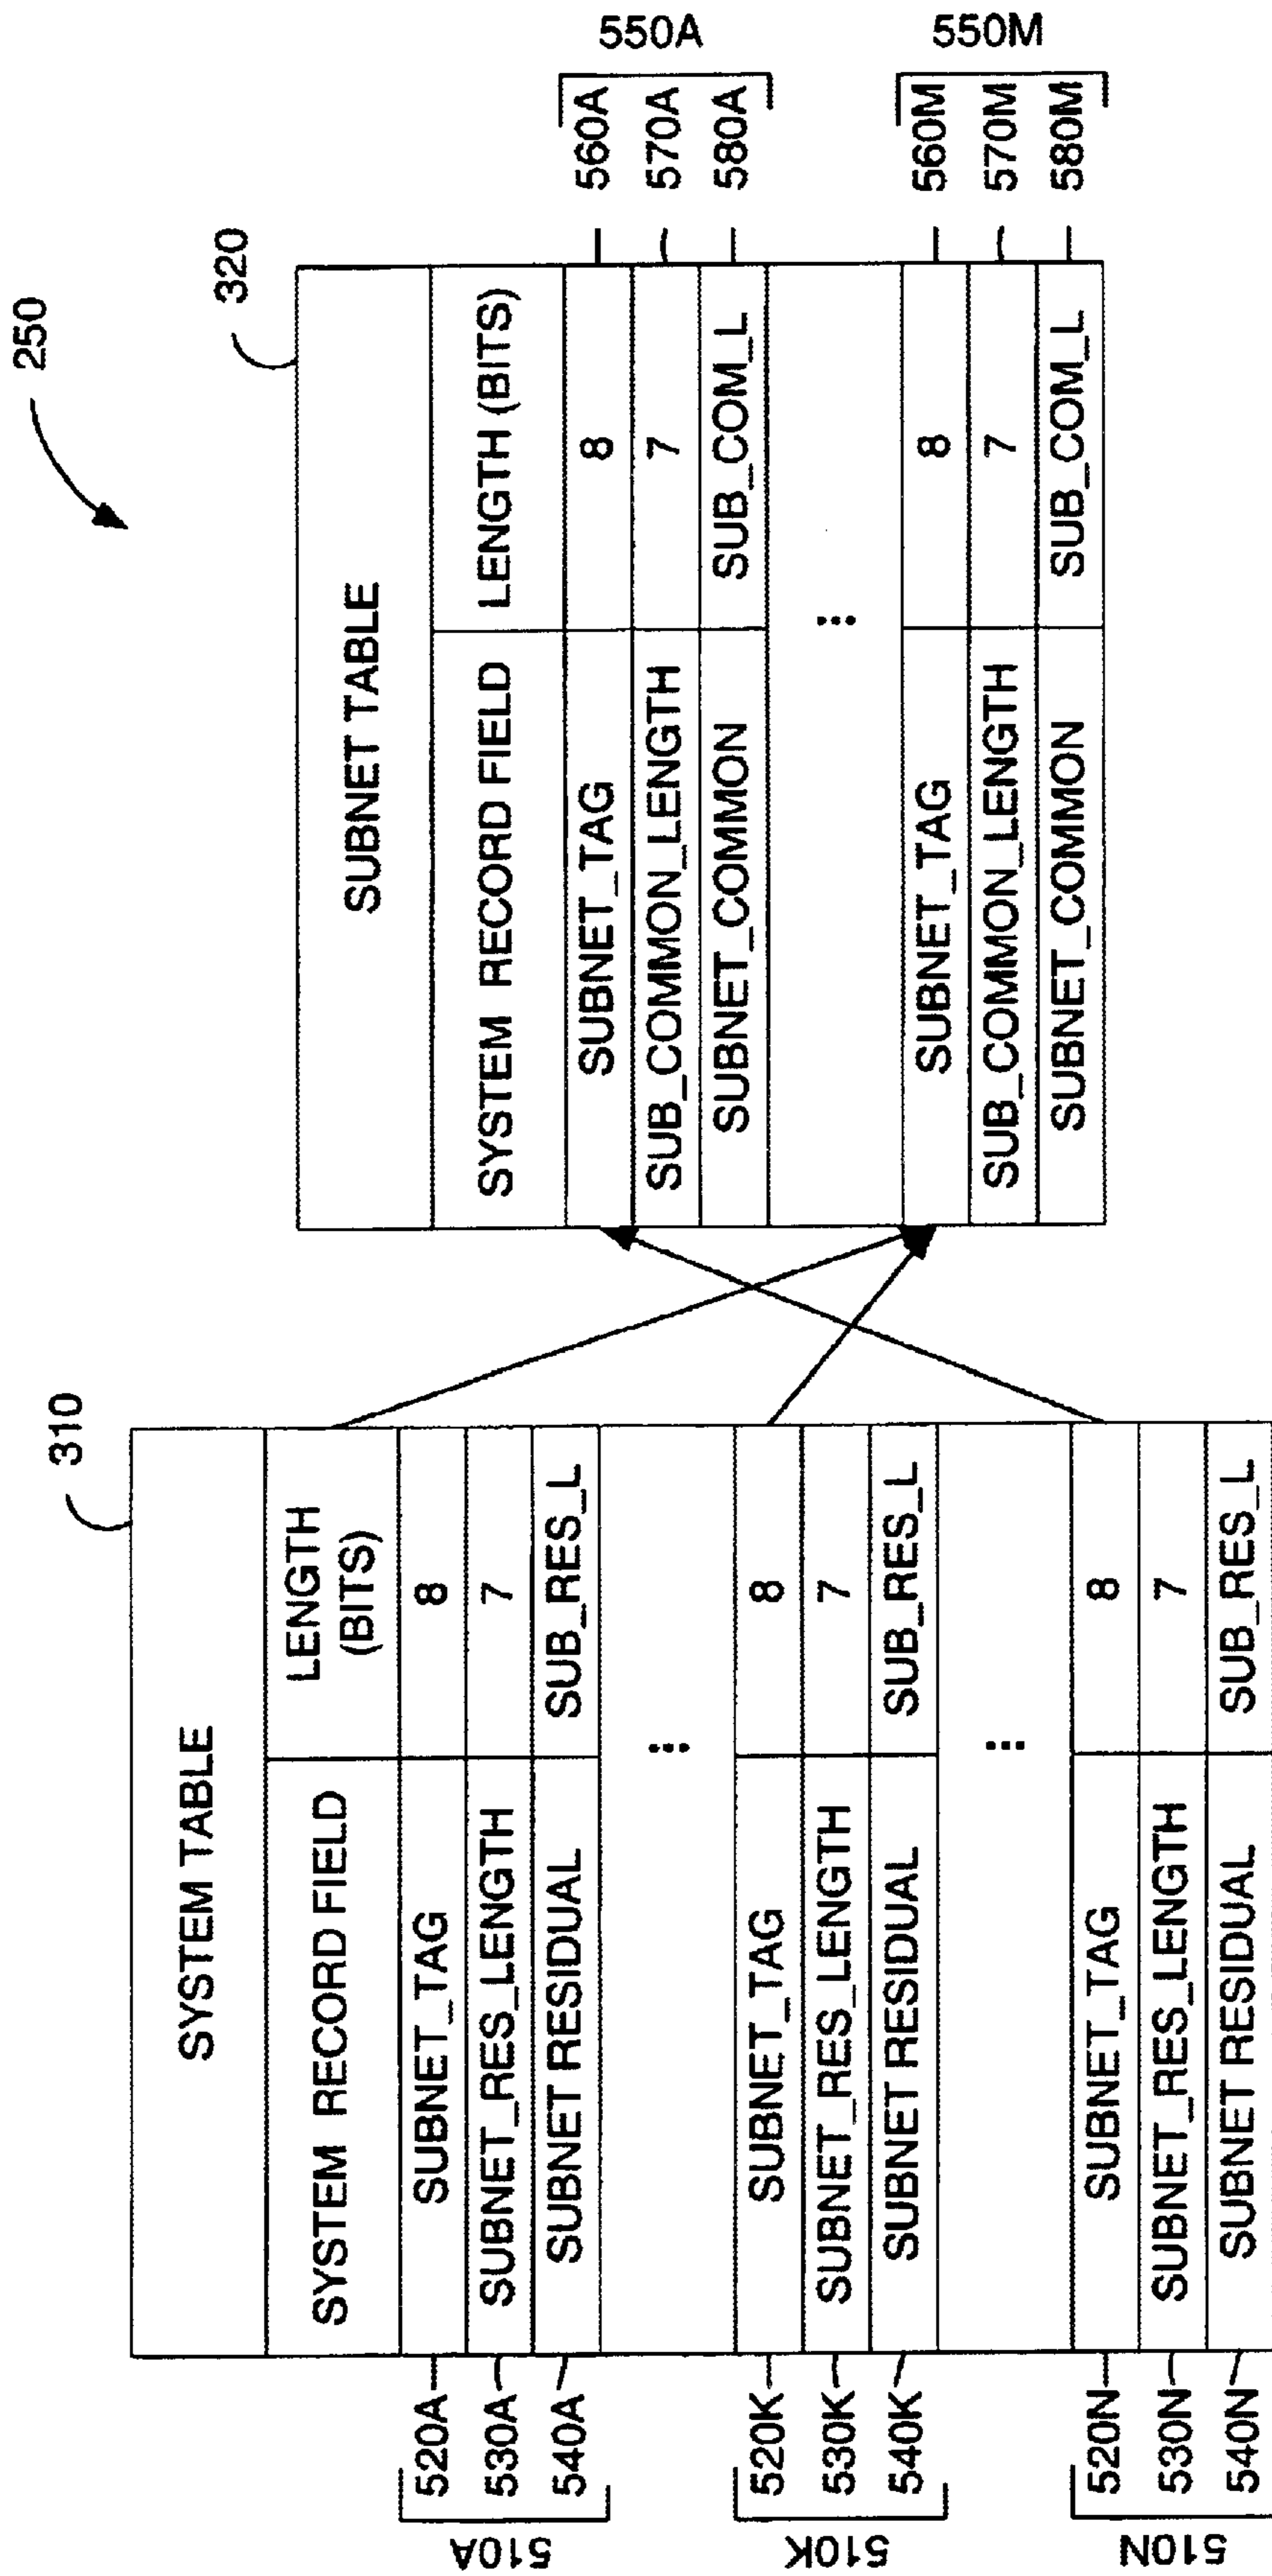 250
310
SYSTEM TABLE
SYSTEM RECORD FIELD
LENGTH (BITS)
510A
520A
SUBNET_TAG
8
530A
SUBNET_RES_LENGTH
7
540A
SUBNET RESIDUAL
SUB_RES_L
...
510K
520K
SUBNET_TAG
8
530K
SUBNET_RES_LENGTH
7
540K
SUBNET RESIDUAL
SUB_RES_L
...
510N
520N
SUBNET_TAG
8
530N
SUBNET_RES_LENGTH
7
540N
SUBNET RESIDUAL
SUB_RES_L
320
SUBNET TABLE
SYSTEM RECORD FIELD
LENGTH (BITS)
SUBNET_TAG
8
560A
SUB_COMMON_LENGTH
7
570A
550A
SUBNET_COMMON
SUB_COM_L
580A
...
SUBNET_TAG
8
560M
SUB_COMMON_LENGTH
7
570M
550M
SUBNET_COMMON
SUB_COM_L
580M